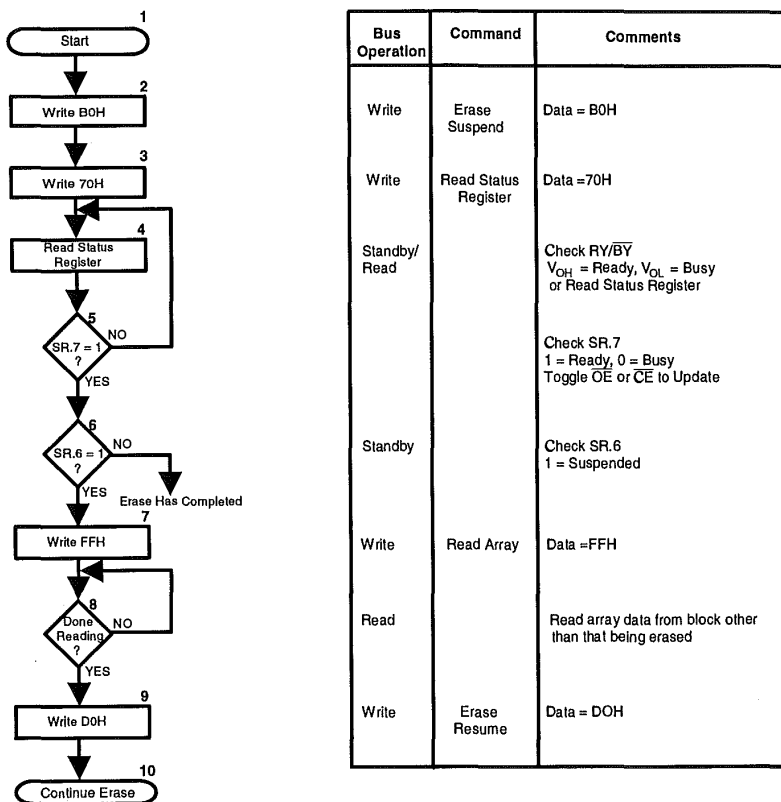 1
Start
2
Write B0H
3
Write 70H
4
Read Status
Register
5
SR.7 = 1
?
NO
YES
6
SR.6 = 1
?
NO
YES
Erase Has Completed
7
Write FFH
8
Done
Reading
?
NO
YES
9
Write D0H
10
Continue Erase
Bus
Operation
Command
Comments
Write
Erase
Suspend
Data = B0H
Write
Read Status
Register
Data =70H
Standby/
Read
Check RY/B̅Y̅
VOH = Ready, VOL = Busy
or Read Status Register
Check SR.7
1 = Ready, 0 = Busy
Toggle O̅E̅ or C̅E̅ to Update
Standby
Check SR.6
1 = Suspended
Write
Read Array
Data =FFH
Read
Read array data from block other
than that being erased
Write
Erase
Resume
Data = DOH